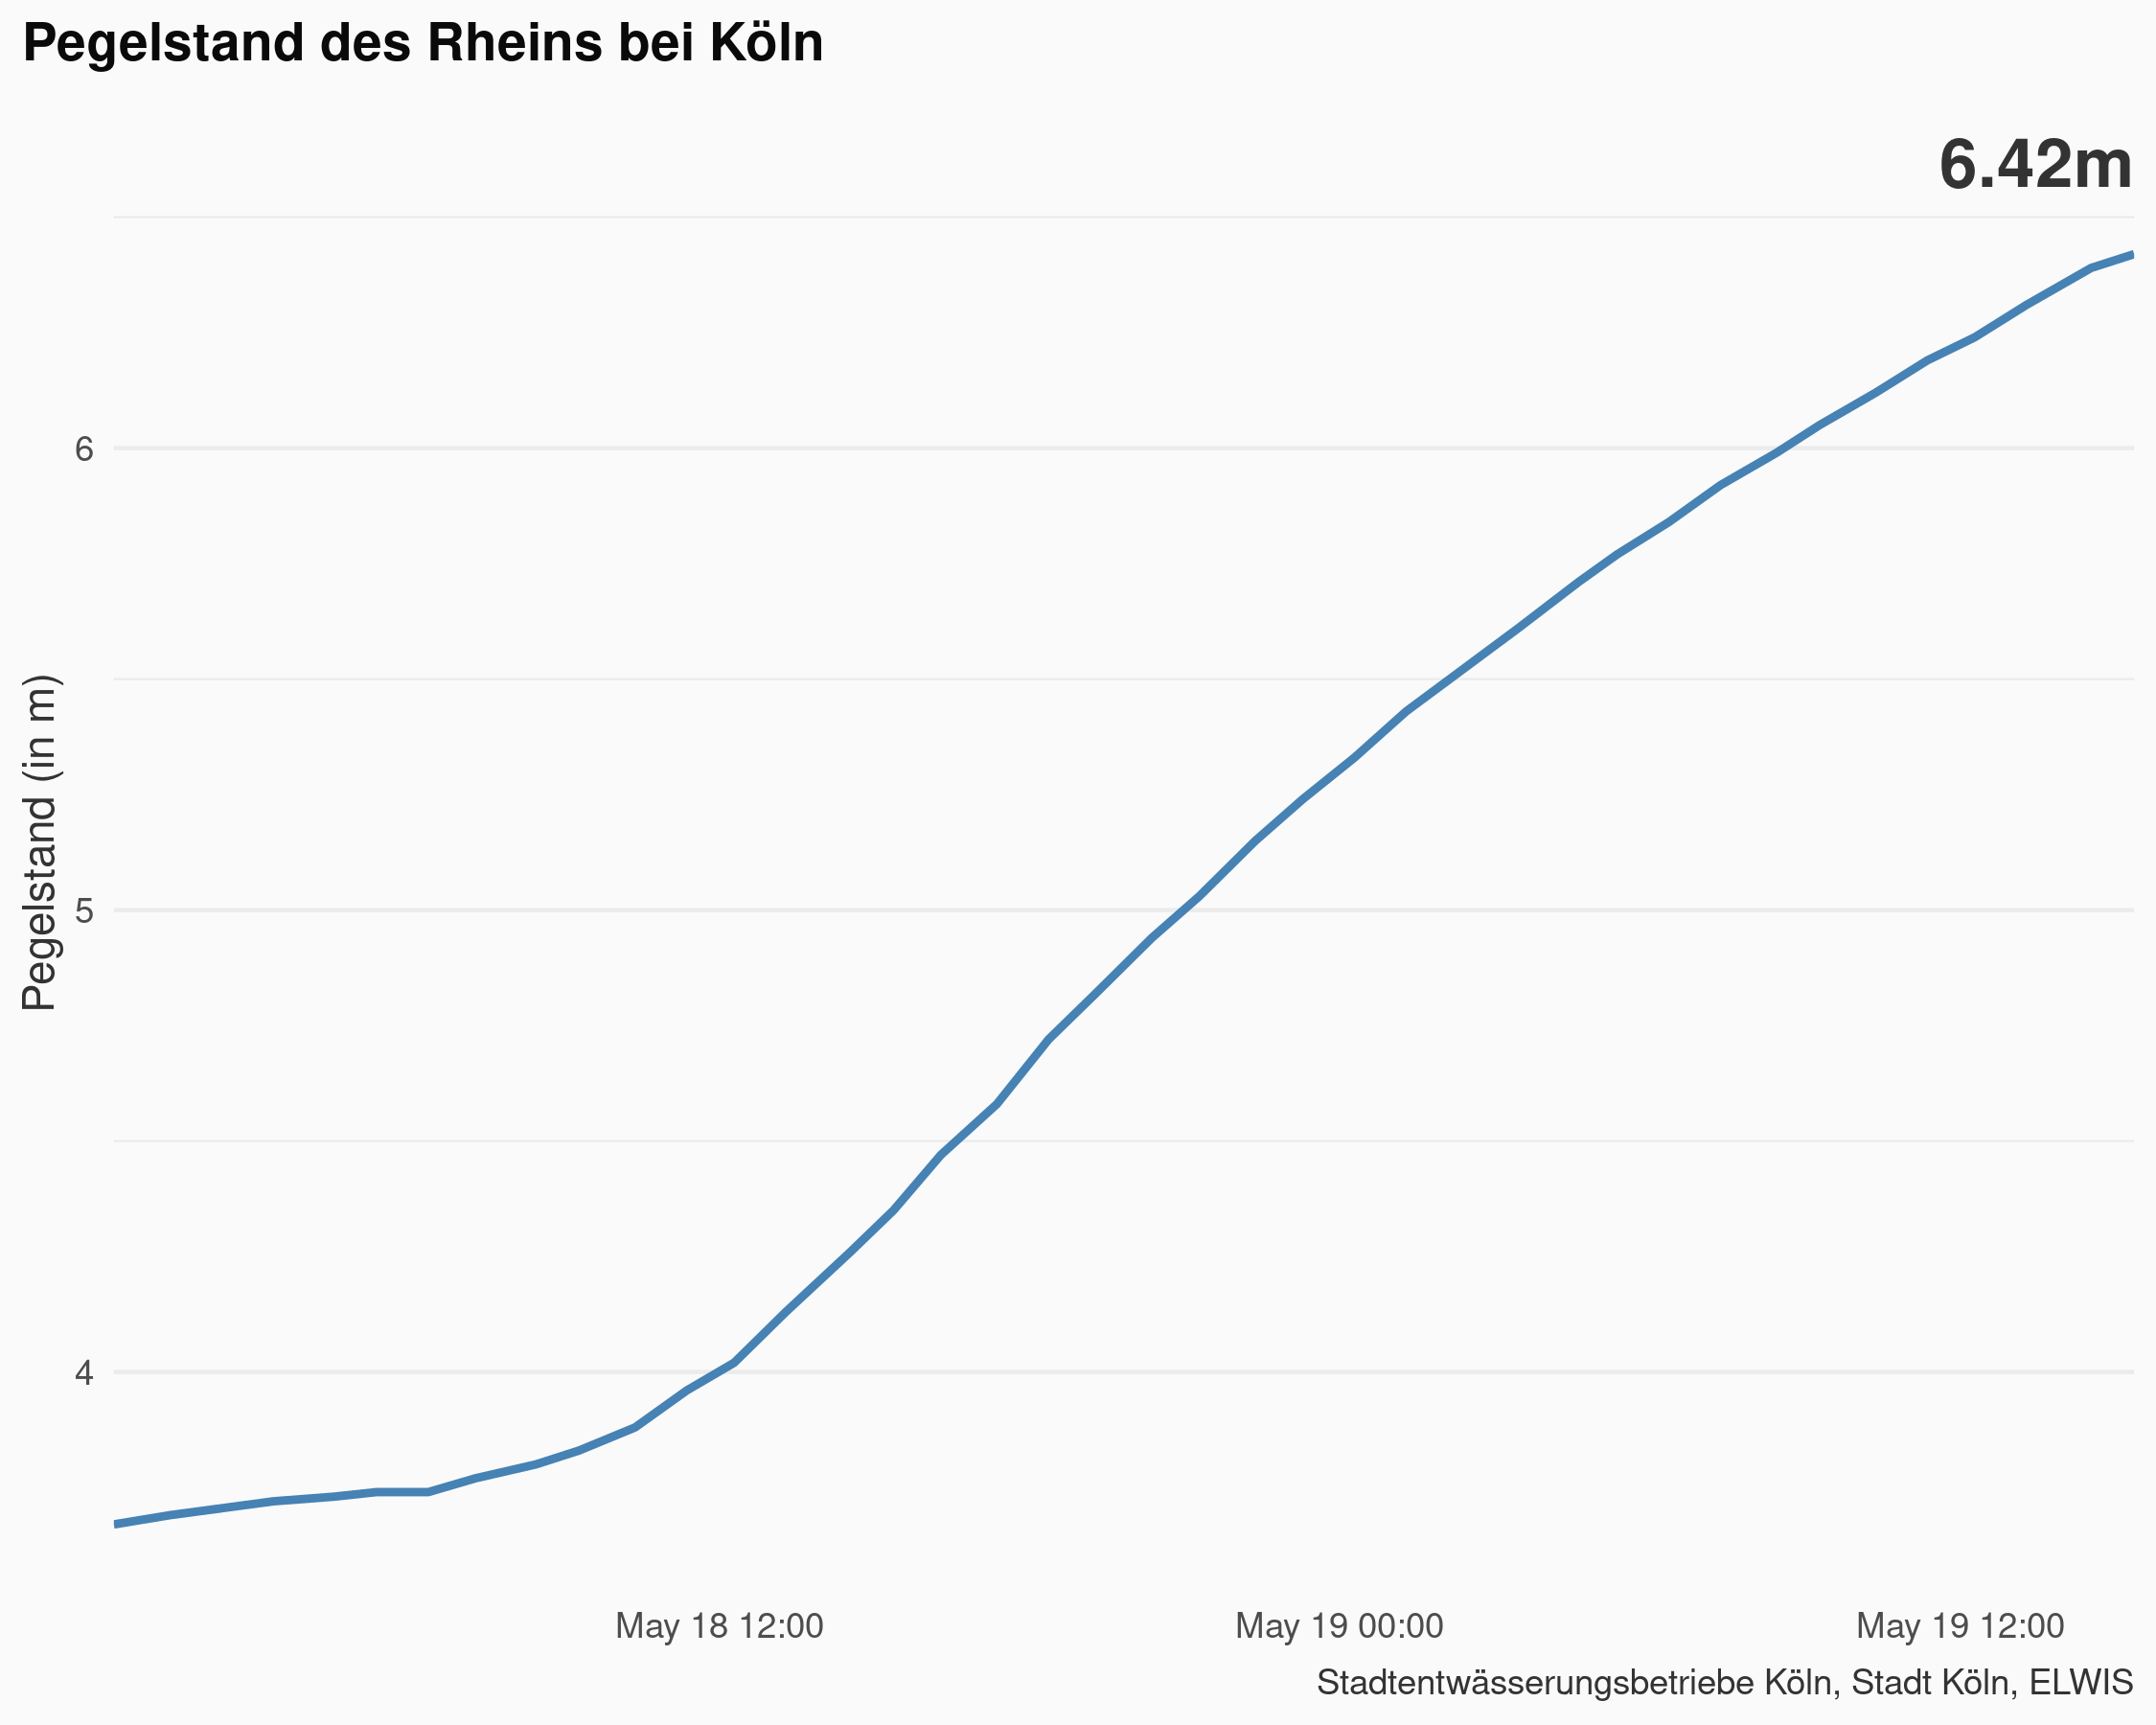 Pegelstand des Rheins bei Köln
6.42m
Pegelstand (in m)
6
5
4
May 18 12:00
May 19 00:00
May 19 12:00
Stadtentwässerungsbetriebe Köln, Stadt Köln, ELWIS